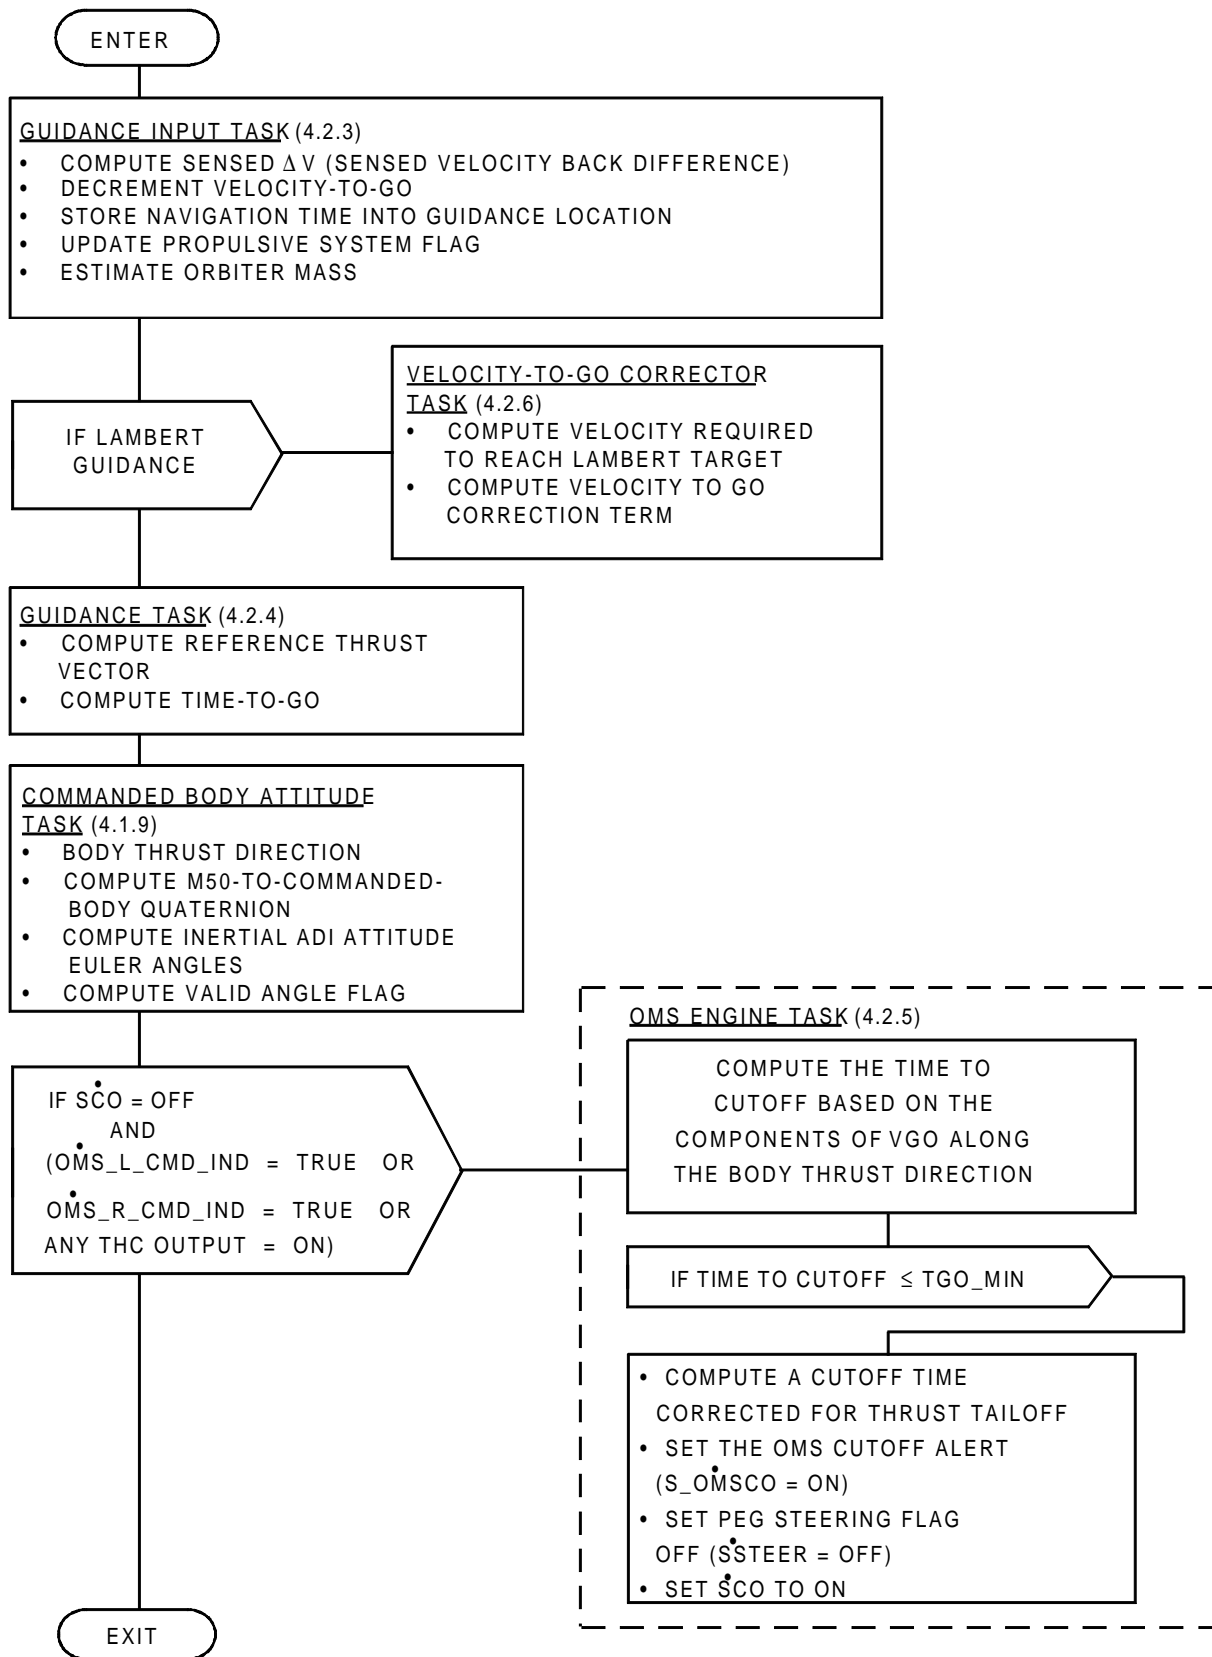 ENTER
GUIDANCE INPUT TASK (4.2.3)
• COMPUTE SENSED Δ V (SENSED VELOCITY BACK DIFFERENCE)
• DECREMENT VELOCITY-TO-GO
• STORE NAVIGATION TIME INTO GUIDANCE LOCATION
• UPDATE PROPULSIVE SYSTEM FLAG
• ESTIMATE ORBITER MASS
IF LAMBERT
GUIDANCE
VELOCITY-TO-GO CORRECTOR
TASK (4.2.6)
• COMPUTE VELOCITY REQUIRED
TO REACH LAMBERT TARGET
• COMPUTE VELOCITY TO GO
CORRECTION TERM
GUIDANCE TASK (4.2.4)
• COMPUTE REFERENCE THRUST
VECTOR
• COMPUTE TIME-TO-GO
COMMANDED BODY ATTITUDE
TASK (4.1.9)
• BODY THRUST DIRECTION
• COMPUTE M50-TO-COMMANDED-
BODY QUATERNION
• COMPUTE INERTIAL ADI ATTITUDE
EULER ANGLES
• COMPUTE VALID ANGLE FLAG
IF SĊO = OFF
AND
(OṀS_L_CMD_IND = TRUE OR
OṀS_R_CMD_IND = TRUE OR
ANY THC OUTPUT = ON)
OMS ENGINE TASK (4.2.5)
COMPUTE THE TIME TO
CUTOFF BASED ON THE
COMPONENTS OF VGO ALONG
THE BODY THRUST DIRECTION
IF TIME TO CUTOFF ≤ TGO_MIN
• COMPUTE A CUTOFF TIME
CORRECTED FOR THRUST TAILOFF
• SET THE OMS CUTOFF ALERT
(S_OṀSCO = ON)
• SET PEG STEERING FLAG
OFF (SṠTEER = OFF)
• SET ṠCO TO ON
EXIT